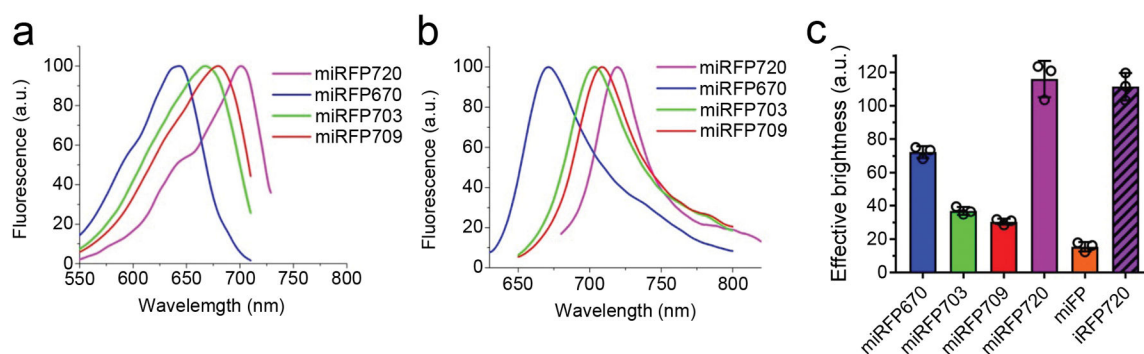 a
Fluorescence (a.u.)
100
80
60
40
20
0
550
600
650
700
750
800
Wavelemgth (nm)
miRFP720
miRFP670
miRFP703
miRFP709
b
Fluorescence (a.u.)
100
80
60
40
20
0
650
700
750
800
Wavelength (nm)
miRFP720
miRFP670
miRFP703
miRFP709
c
Effective brightness (a.u.)
120
100
80
60
40
20
0
miRFP670
miRFP703
miRFP709
miRFP720
miFP
iRFP720